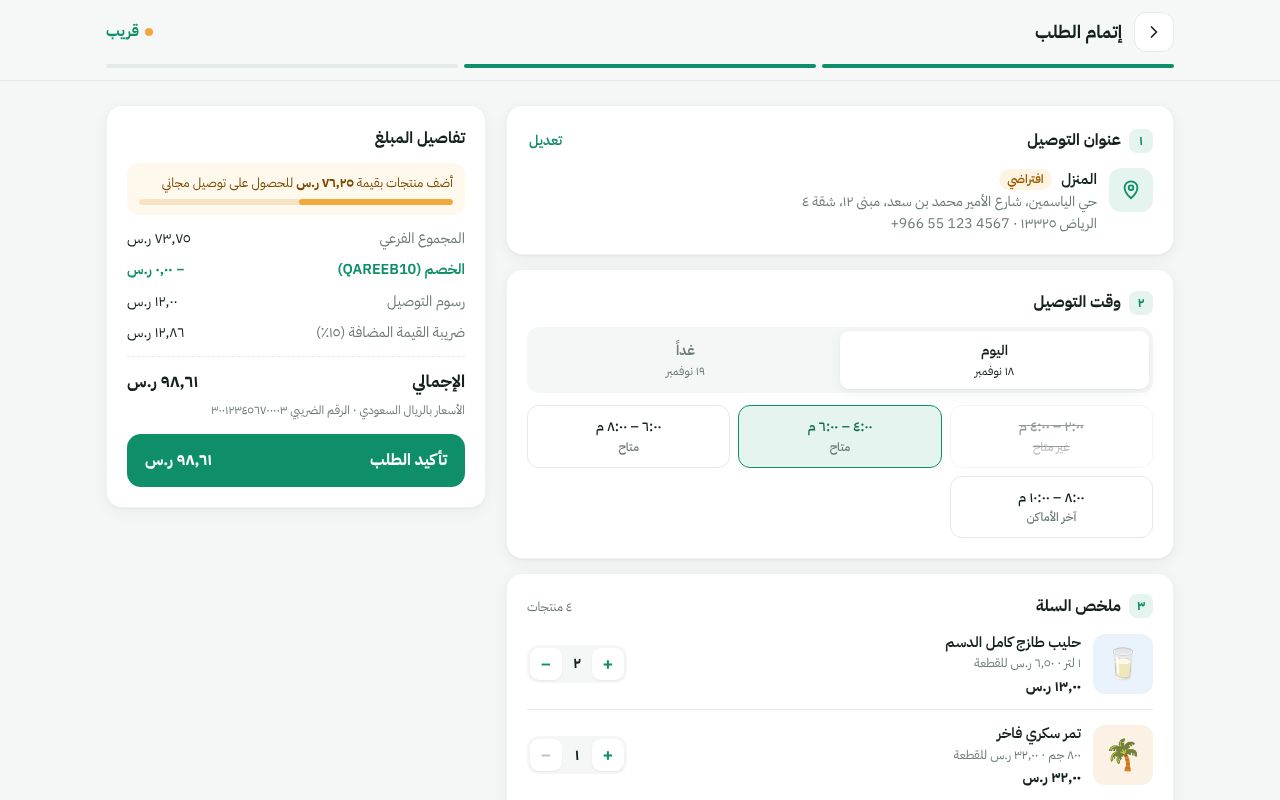 إتمام الطلب
قريب
١
عنوان التوصيل
تعديل
المنزل
افتراضي
حي الياسمين، شارع الأمير محمد بن سعد، مبنى ١٢، شقة ٤
الرياض ١٣٣٢٥ · +966 55 123 4567
٢
وقت التوصيل
اليوم
١٨ نوفمبر
غداً
١٩ نوفمبر
٢:٠٠ – ٤:٠٠ م
غير متاح
٤:٠٠ – ٦:٠٠ م
متاح
٦:٠٠ – ٨:٠٠ م
متاح
٨:٠٠ – ١٠:٠٠ م
آخر الأماكن
٣
ملخص السلة
٤ منتجات
حليب طازج كامل الدسم
١ لتر · ٦,٥٠ ر.س للقطعة
١٣,٠٠ ر.س
+ ٢ −
تمر سكري فاخر
٨٠٠ جم · ٣٢,٠٠ ر.س للقطعة
٣٢,٠٠ ر.س
+ ١ −
تفاصيل المبلغ
أضف منتجات بقيمة ٧٦,٢٥ ر.س للحصول على توصيل مجاني
المجموع الفرعي ٧٣,٧٥ ر.س
الخصم (QAREEB10) − ٠,٠٠ ر.س
رسوم التوصيل ١٢,٠٠ ر.س
ضريبة القيمة المضافة (١٥٪) ١٢,٨٦ ر.س
الإجمالي ٩٨,٦١ ر.س
الأسعار بالريال السعودي · الرقم الضريبي ٣٠٠١٢٣٤٥٦٧٠٠٠٠٣
تأكيد الطلب ٩٨,٦١ ر.س